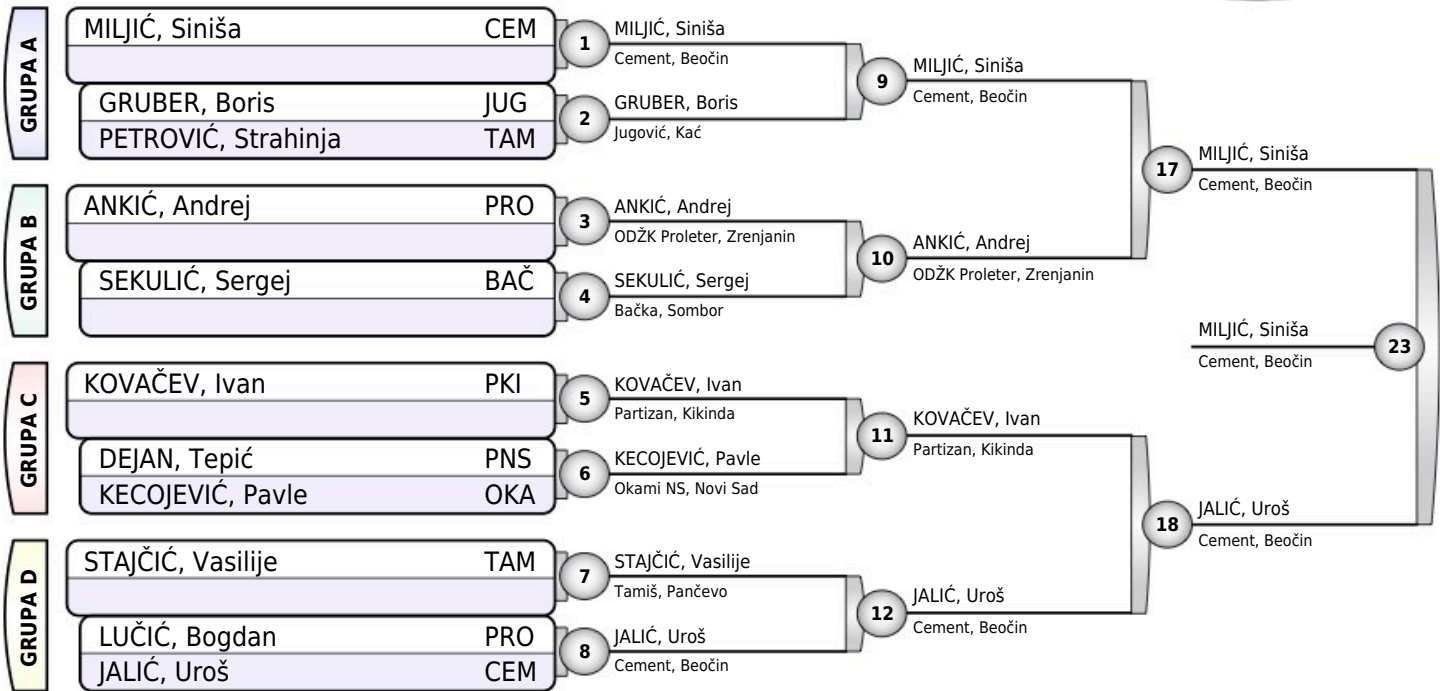 GRUPA A
MILJIĆ, Siniša CEM
GRUBER, Boris JUG
PETROVIĆ, Strahinja TAM
GRUPA B
ANKIĆ, Andrej PRO
SEKULIĆ, Sergej BAČ
GRUPA C
KOVAČEV, Ivan PKI
DEJAN, Tepić PNS
KECOJEVIĆ, Pavle OKA
GRUPA D
STAJČIĆ, Vasilije TAM
LUČIĆ, Bogdan PRO
JALIĆ, Uroš CEM
1
MILJIĆ, Siniša
Cement, Beočin
2
GRUBER, Boris
Jugović, Kać
3
ANKIĆ, Andrej
ODŽK Proleter, Zrenjanin
4
SEKULIĆ, Sergej
Bačka, Sombor
5
KOVAČEV, Ivan
Partizan, Kikinda
6
KECOJEVIĆ, Pavle
Okami NS, Novi Sad
7
STAJČIĆ, Vasilije
Tamiš, Pančevo
8
JALIĆ, Uroš
Cement, Beočin
9
MILJIĆ, Siniša
Cement, Beočin
10
ANKIĆ, Andrej
ODŽK Proleter, Zrenjanin
11
KOVAČEV, Ivan
Partizan, Kikinda
12
JALIĆ, Uroš
Cement, Beočin
17
MILJIĆ, Siniša
Cement, Beočin
18
JALIĆ, Uroš
Cement, Beočin
MILJIĆ, Siniša
Cement, Beočin
23